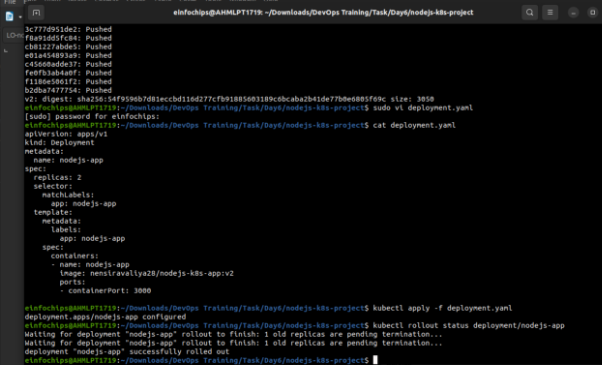 File
einfochips@AHMLPT1719: ~/Downloads/DevOps Training/Task/Day6/nodejs-k8s-project
LO-no
3c777d951de2: Pushed
f8a91dd5fc84: Pushed
cb81227abde5: Pushed
e01a454893a9: Pushed
c45660adde37: Pushed
fe0fb3ab4a0f: Pushed
f1186e5061f2: Pushed
b2dba7477754: Pushed
v2: digest: sha256:54f9596b7d81eccbd116d277cfb91885603189c6bcaba2b41de77b0e6805f69c size: 3050
einfochips@AHMLPT1719:~/Downloads/DevOps Training/Task/Day6/nodejs-k8s-project$ sudo vi deployment.yaml
[sudo] password for einfochips:
einfochips@AHMLPT1719:~/Downloads/DevOps Training/Task/Day6/nodejs-k8s-project$ cat deployment.yaml
apiVersion: apps/v1
kind: Deployment
metadata:
  name: nodejs-app
spec:
  replicas: 2
  selector:
    matchLabels:
      app: nodejs-app
  template:
    metadata:
      labels:
        app: nodejs-app
    spec:
      containers:
      - name: nodejs-app
        image: nensiravaliya28/nodejs-k8s-app:v2
        ports:
        - containerPort: 3000
einfochips@AHMLPT1719:~/Downloads/DevOps Training/Task/Day6/nodejs-k8s-project$ kubectl apply -f deployment.yaml
deployment.apps/nodejs-app configured
einfochips@AHMLPT1719:~/Downloads/DevOps Training/Task/Day6/nodejs-k8s-project$ kubectl rollout status deployment/nodejs-app
Waiting for deployment "nodejs-app" rollout to finish: 1 old replicas are pending termination...
Waiting for deployment "nodejs-app" rollout to finish: 1 old replicas are pending termination...
deployment "nodejs-app" successfully rolled out
einfochips@AHMLPT1719:~/Downloads/DevOps Training/Task/Day6/nodejs-k8s-project$